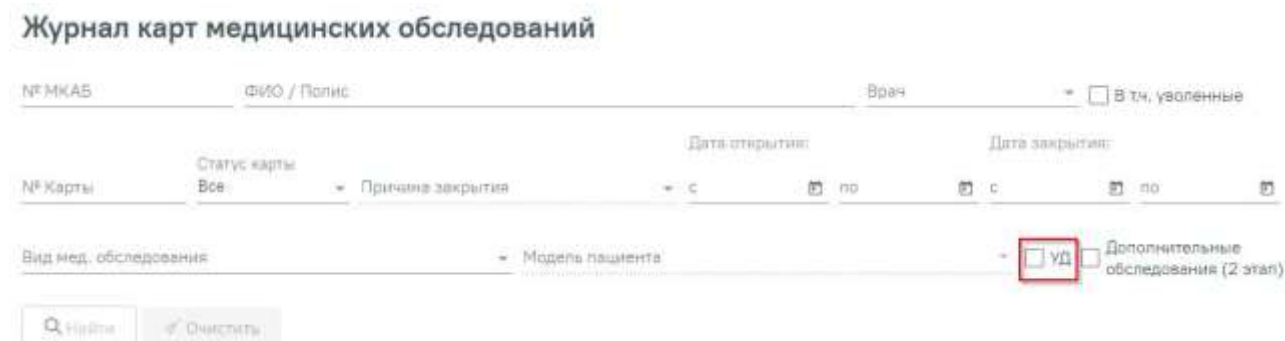 Журнал карт медицинских обследований
№ МКАБ ФИО / Полис Врач В т.ч. уволенные
Дата открытия: Дата закрытия:
Статус карты
№ Карты Все Причина закрытия с по с по
Вид мед. обследования Модель пациента УД Дополнительные
обследования (2 этап)
Найти Очистить